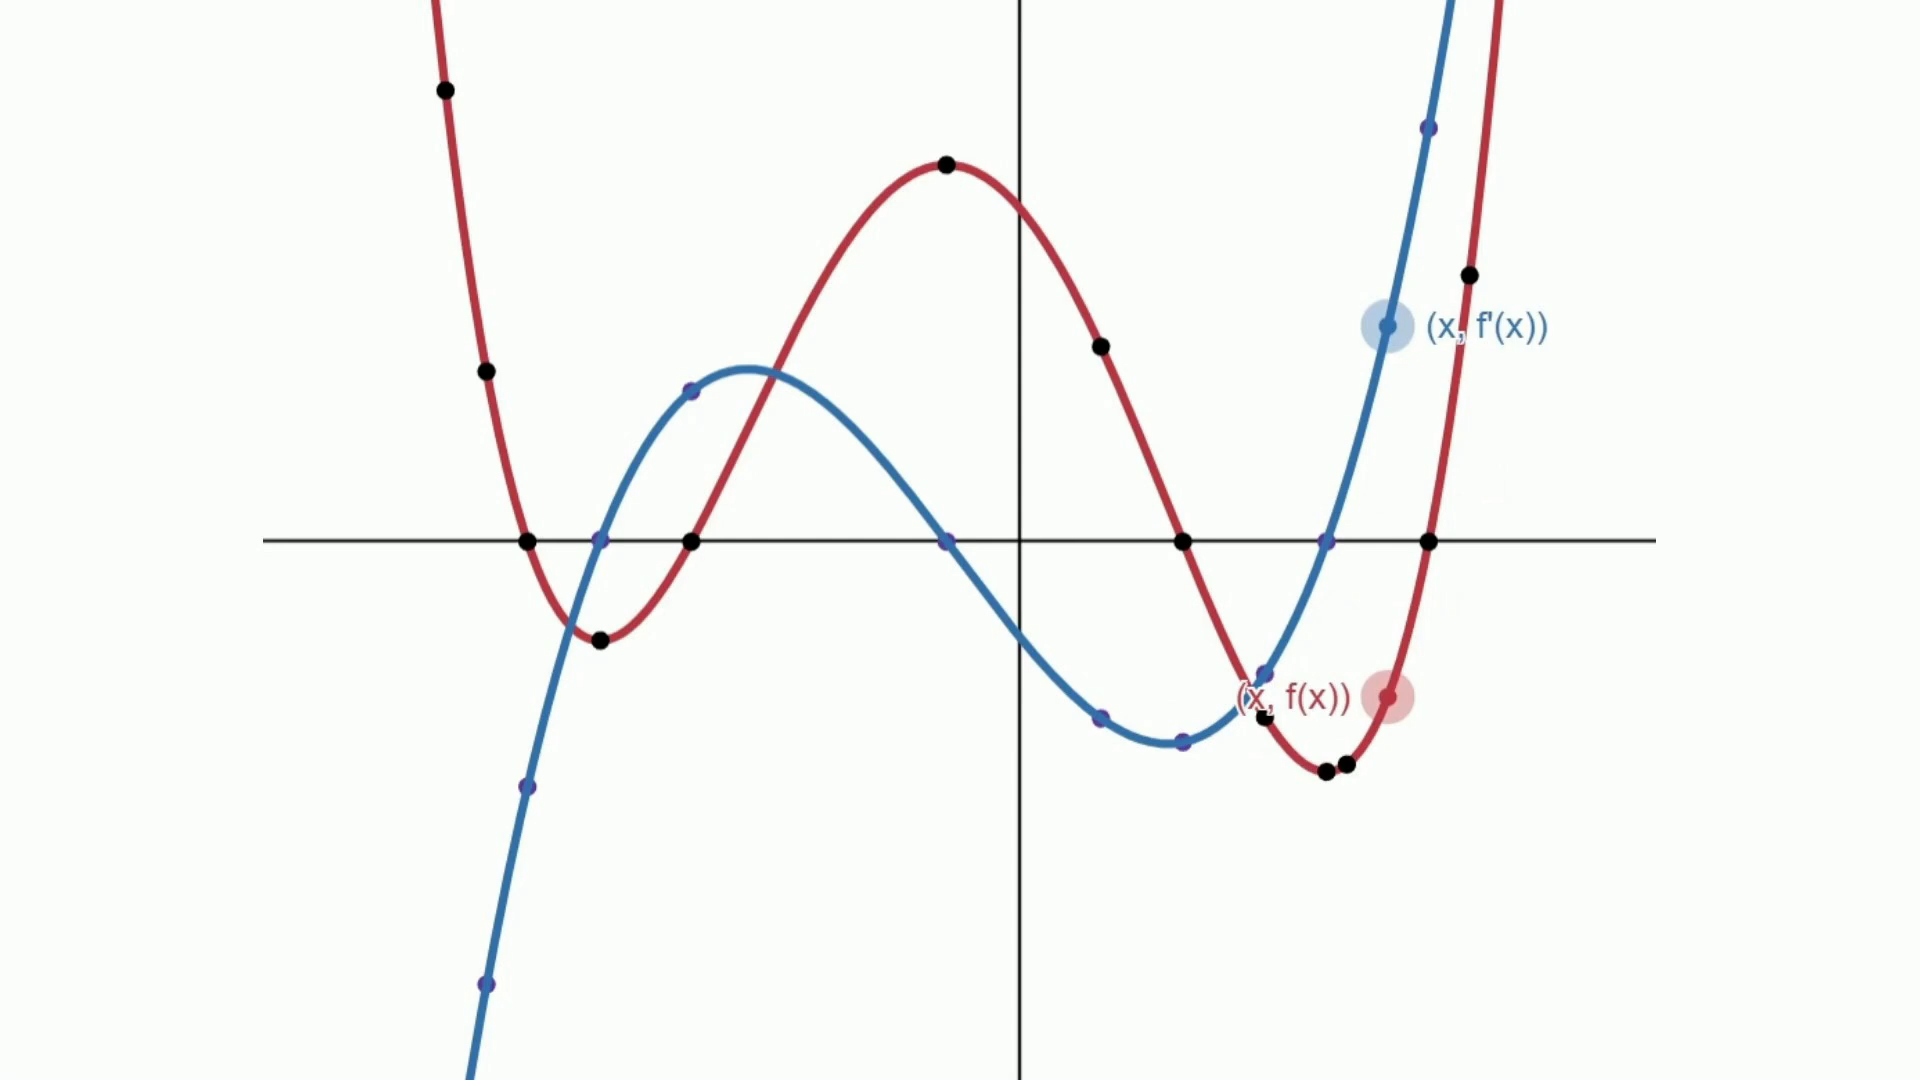 (x, f'(x))
(x, f(x))